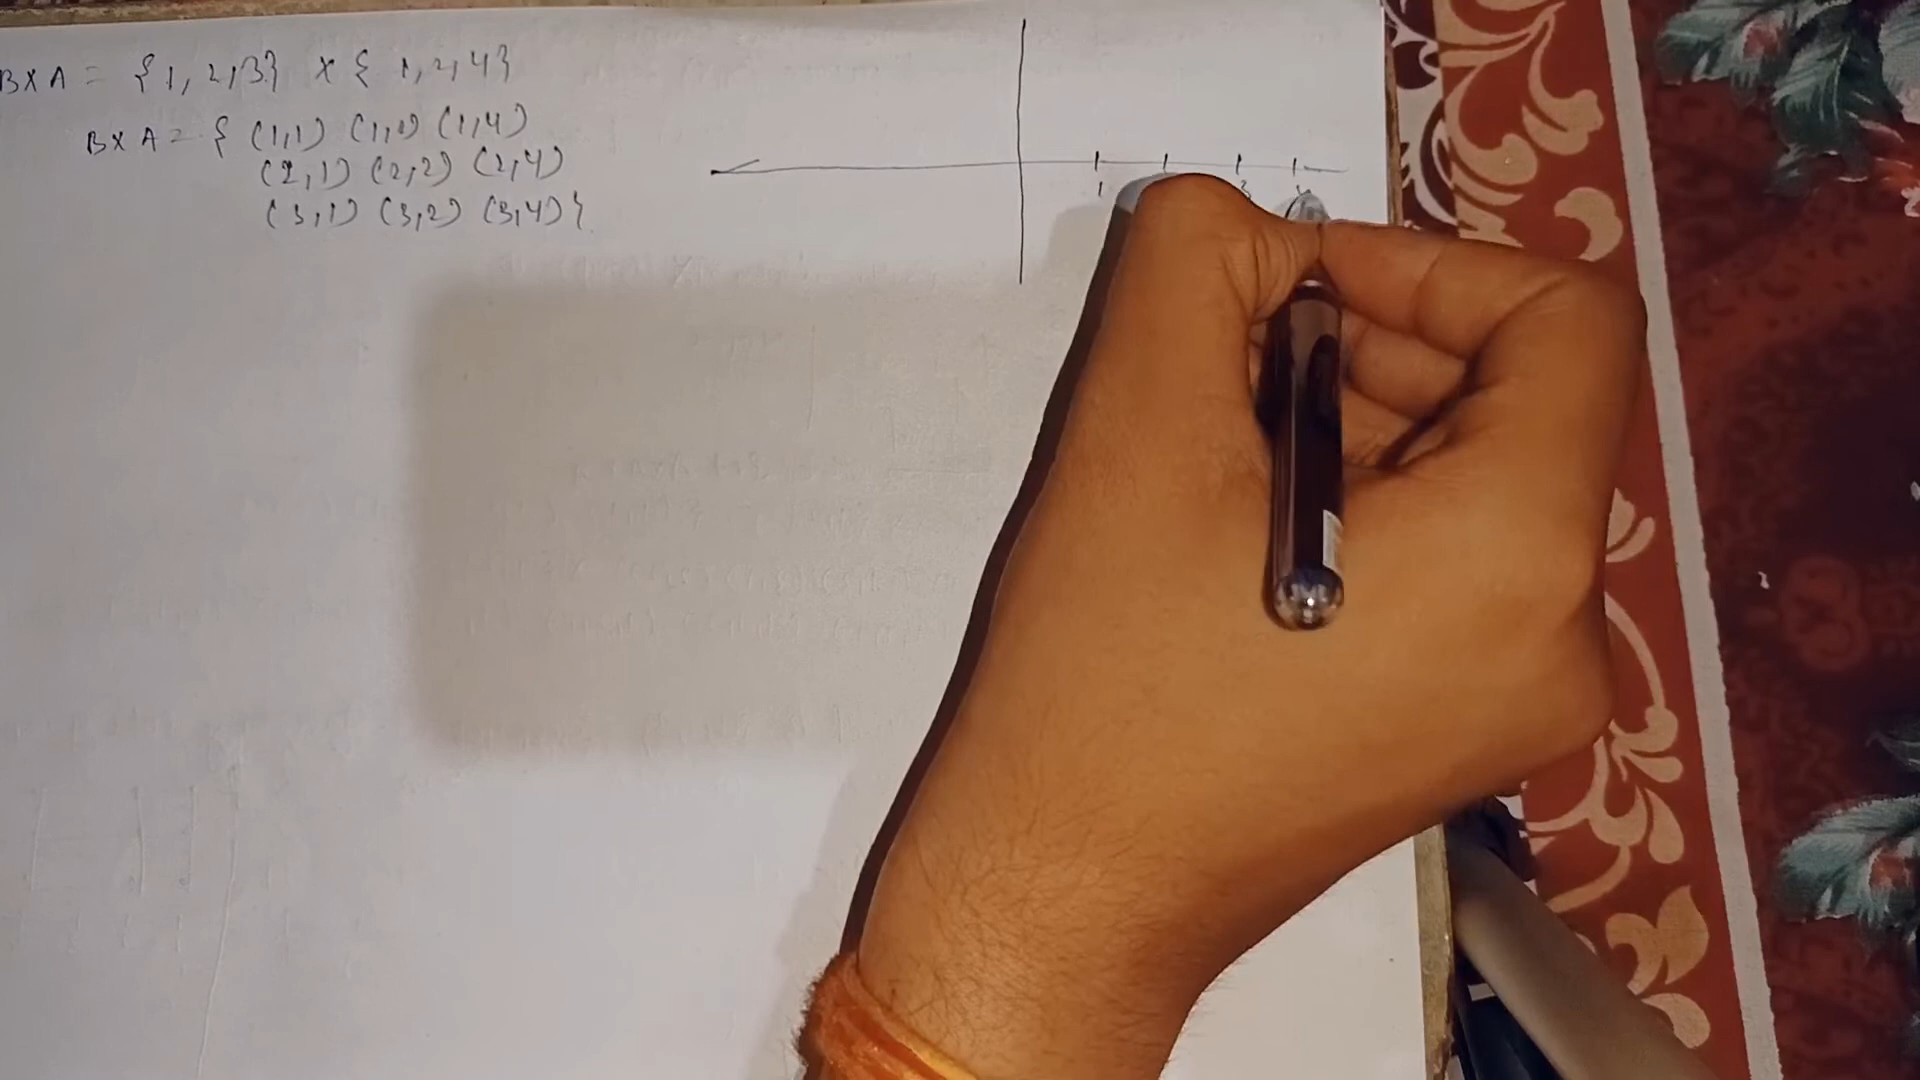 B×A = {1, 2, 3} × { 1, 2, 4}
B×A = { (1,1) (1,2) (1,4)
(2,1) (2,2) (2,4)
(3,1) (3,2) (3,4) }
1 3 4